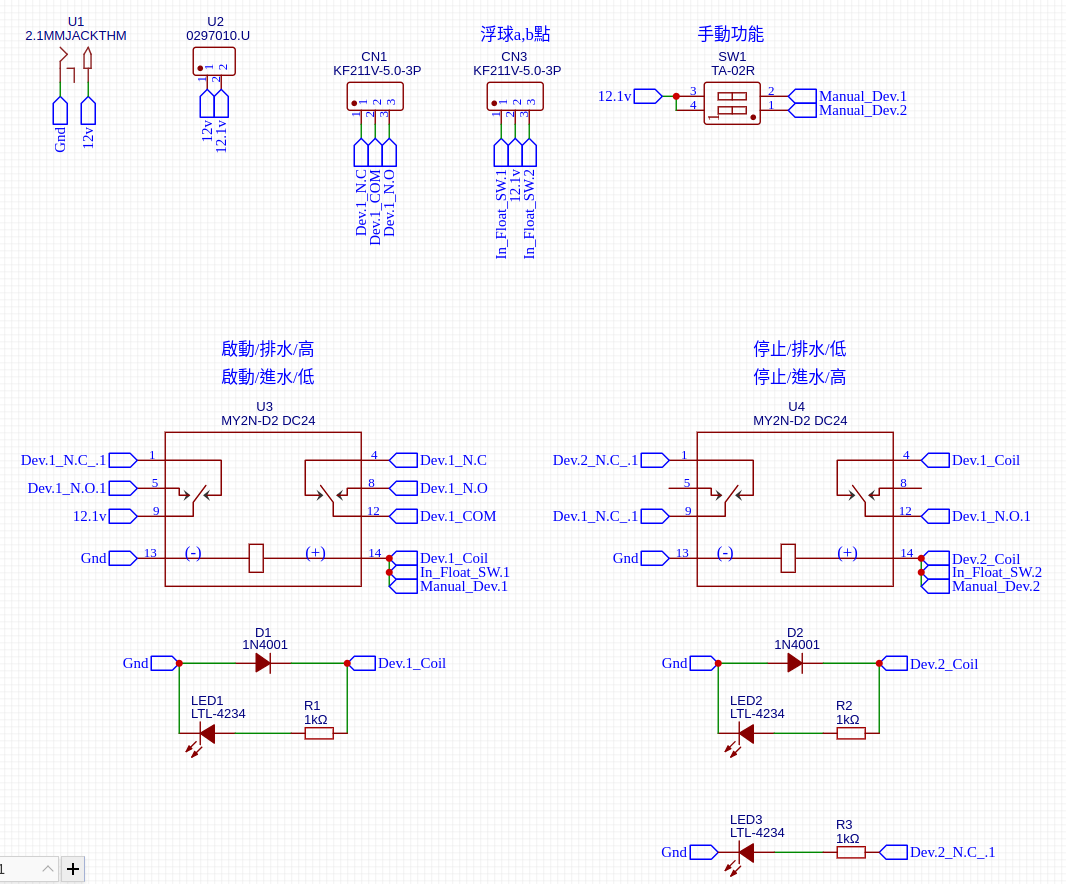 U1
2.1MMJACKTHM
Gnd
12v
U2
0297010.U
1
2
1
2
12v
12.1v
CN1
KF211V-5.0-3P
1
2
3
1
2
3
Dev.1_N.C
Dev.1_COM
Dev.1_N.O
浮球a,b點
CN3
KF211V-5.0-3P
1
2
3
1
2
3
In_Float_SW.1
12.1v
In_Float_SW.2
手動功能
SW1
TA-02R
12.1v
3
4
1
2
1
Manual_Dev.1
Manual_Dev.2
啟動/排水/高
啟動/進水/低
U3
MY2N-D2 DC24
Dev.1_N.C_.1
1
4
Dev.1_N.C
Dev.1_N.O.1
5
8
Dev.1_N.O
12.1v
9
12
Dev.1_COM
Gnd
13
(-)
(+)
14
Dev.1_Coil
In_Float_SW.1
Manual_Dev.1
停止/排水/低
停止/進水/高
U4
MY2N-D2 DC24
Dev.2_N.C_.1
1
4
Dev.1_Coil
5
8
Dev.1_N.C_.1
9
12
Dev.1_N.O.1
Gnd
13
(-)
(+)
14
Dev.2_Coil
In_Float_SW.2
Manual_Dev.2
D1
1N4001
Gnd
Dev.1_Coil
LED1
LTL-4234
R1
1kΩ
D2
1N4001
Gnd
Dev.2_Coil
LED2
LTL-4234
R2
1kΩ
LED3
LTL-4234
R3
1kΩ
Gnd
Dev.2_N.C_.1
1